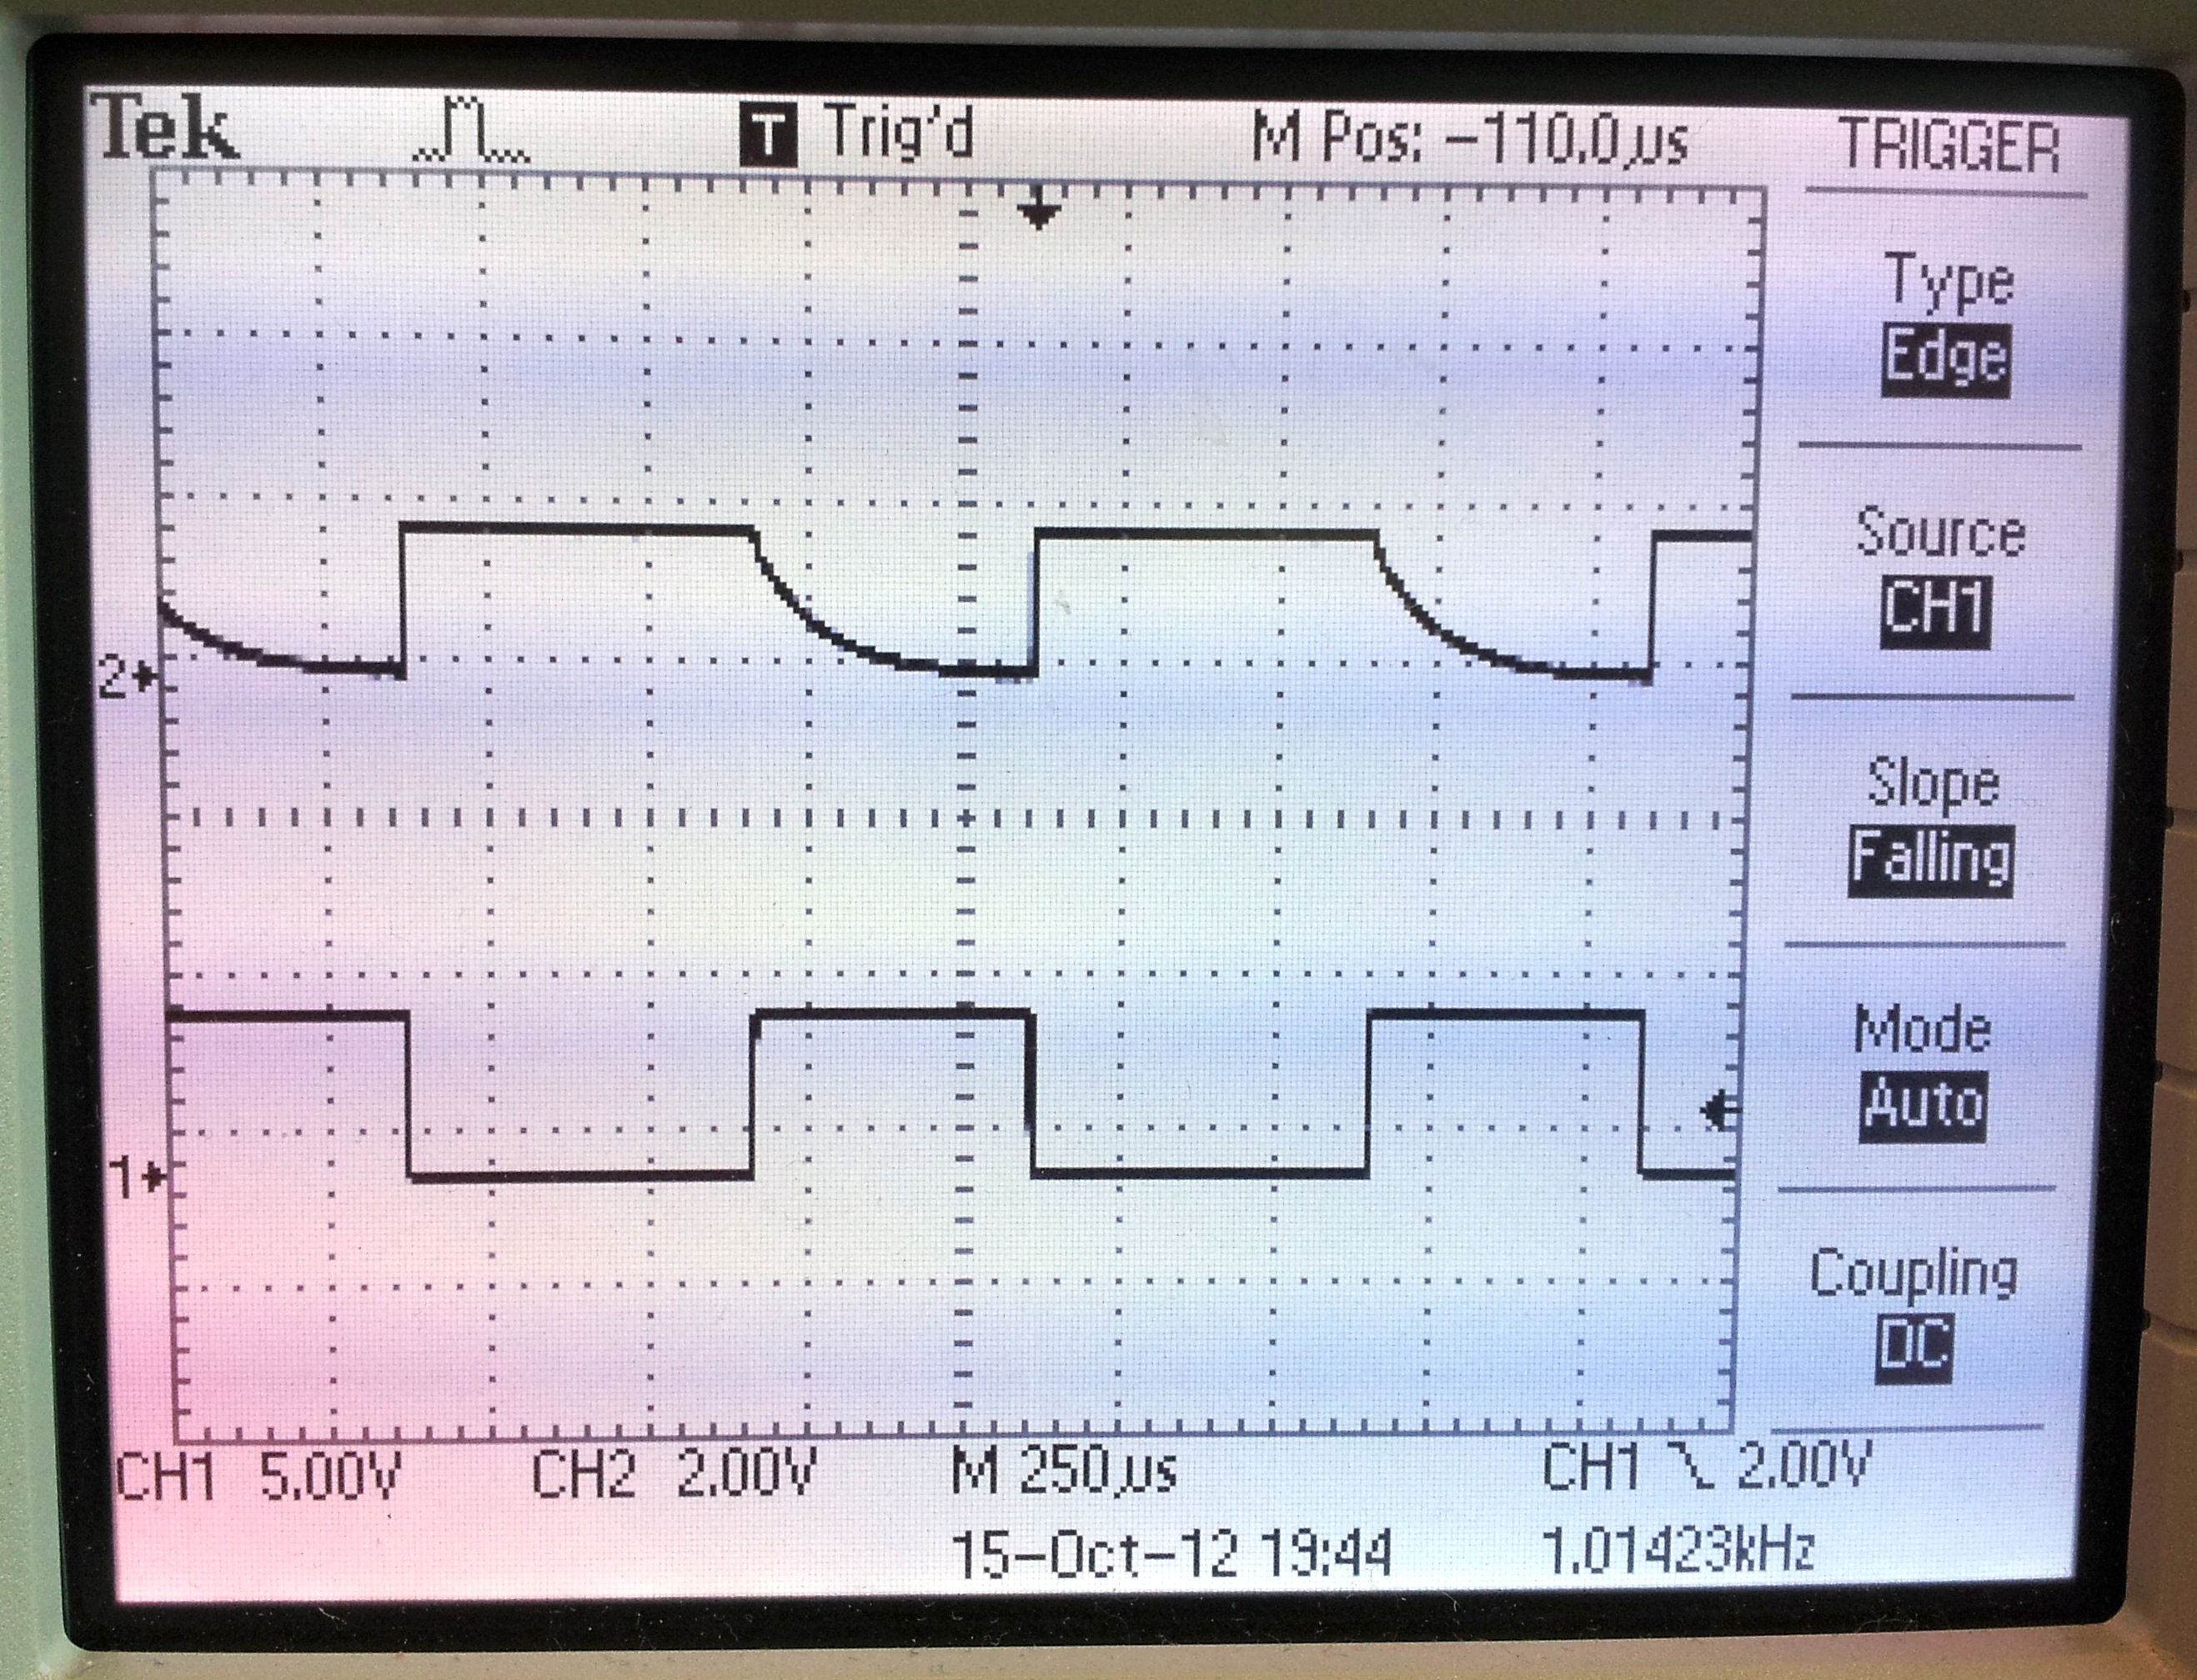 Tek T Trig'd M Pos: -110.0µs TRIGGER
Type
Edge
Source
CH1
2
Slope
Falling
Mode
Auto
1
Coupling
DC
CH1 5.00V CH2 2.00V M 250µs CH1 2.00V
15-Oct-12 19:44 1.01423kHz